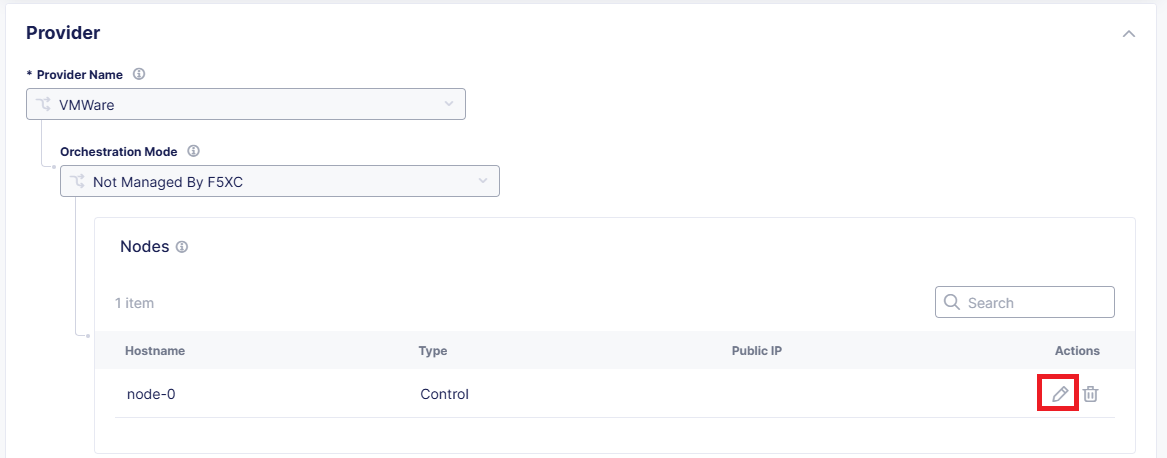 Provider
* Provider Name
VMWare
Orchestration Mode
Not Managed By F5XC
Nodes
1 item
Search
Hostname Type Public IP Actions
node-0 Control